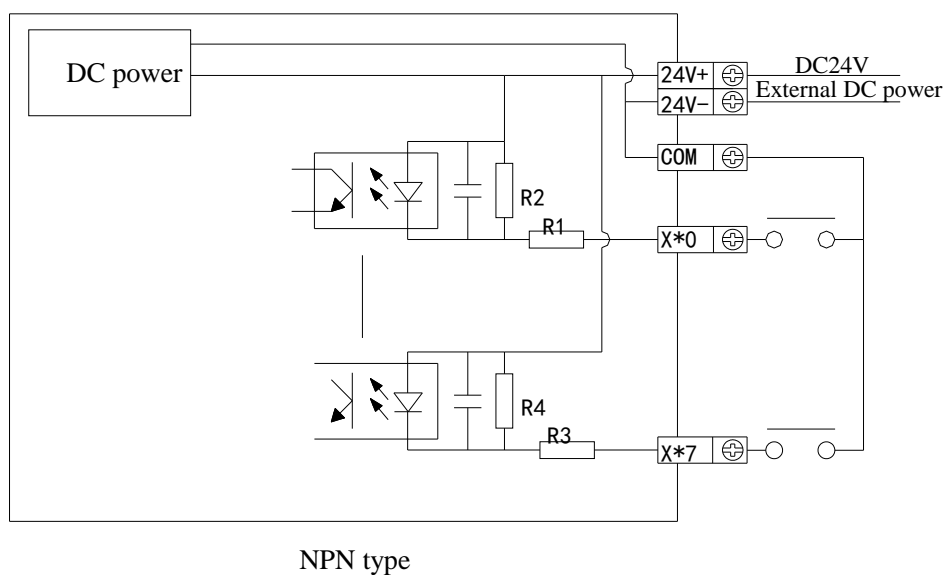 DC power
24V+
DC24V
24V-
External DC power
COM
R2
R1
X*0
R4
R3
X*7
NPN type